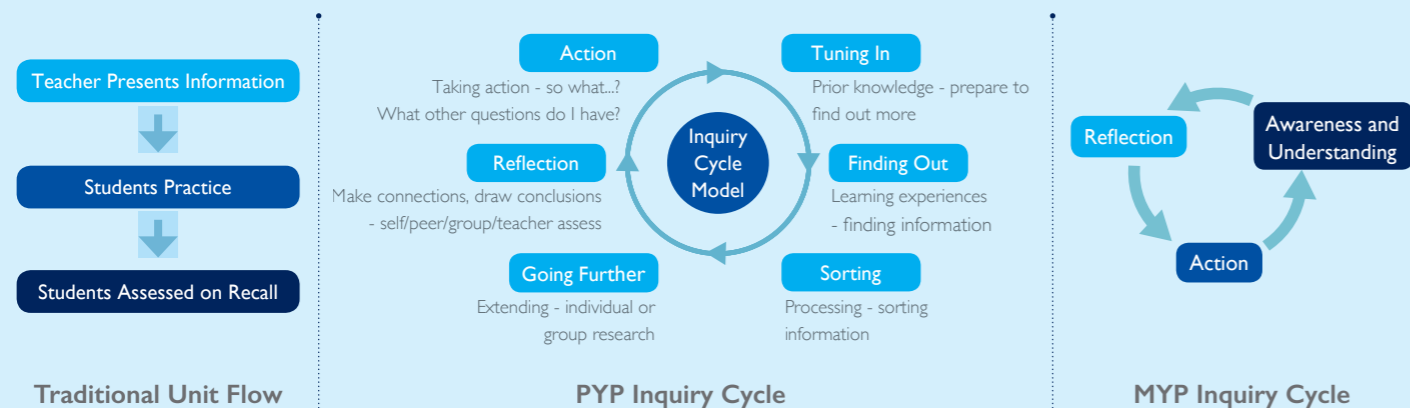 Teacher Presents Information
Students Practice
Students Assessed on Recall
Traditional Unit Flow
Action
Taking action - so what...?
What other questions do I have?
Tuning In
Prior knowledge - prepare to
find out more
Inquiry
Cycle
Model
Reflection
Make connections, draw conclusions
- self/peer/group/teacher assess
Finding Out
Learning experiences
- finding information
Going Further
Extending - individual or
group research
Sorting
Processing - sorting
information
PYP Inquiry Cycle
Reflection
Awareness and
Understanding
Action
MYP Inquiry Cycle